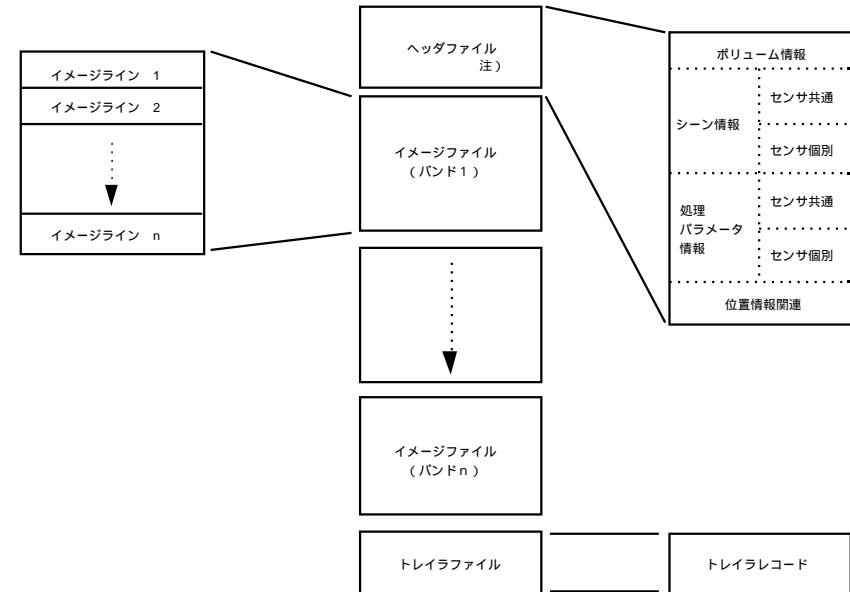 イメージライン 1
イメージライン 2
イメージライン n
ヘッダファイル
注)
イメージファイル
(バンド1)
イメージファイル
(バンドn)
トレイラファイル
ボリューム情報
シーン情報
センサ共通
センサ個別
処理
パラメータ
情報
センサ共通
センサ個別
位置情報関連
トレイラレコード